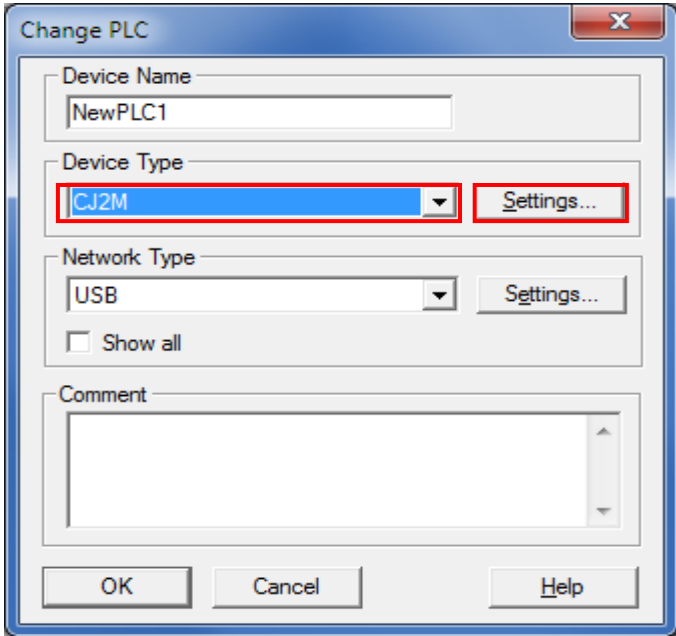 Change PLC
Device Name
NewPLC1
Device Type
CJ2M
Settings...
Network Type
USB
Settings...
Show all
Comment
OK
Cancel
Help